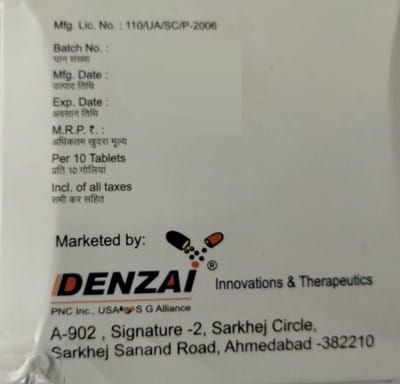 Mfg. Lic. No. : 110/UA/SC/P-2006
Batch No. :
घान संख्या
Mfg. Date :
उत्पाद तिथि
Exp. Date :
अवसान तिथि
M.R.P. ₹. :
अधिकतम खुदरा मूल्य
Per 10 Tablets
प्रति 10 गोलियां
Incl. of all taxes
सभी कर सहित
Marketed by:
DENZAI® Innovations & Therapeutics
PNC Inc., USA S G Alliance
A-902 , Signature -2, Sarkhej Circle,
Sarkhej Sanand Road, Ahmedabad -382210